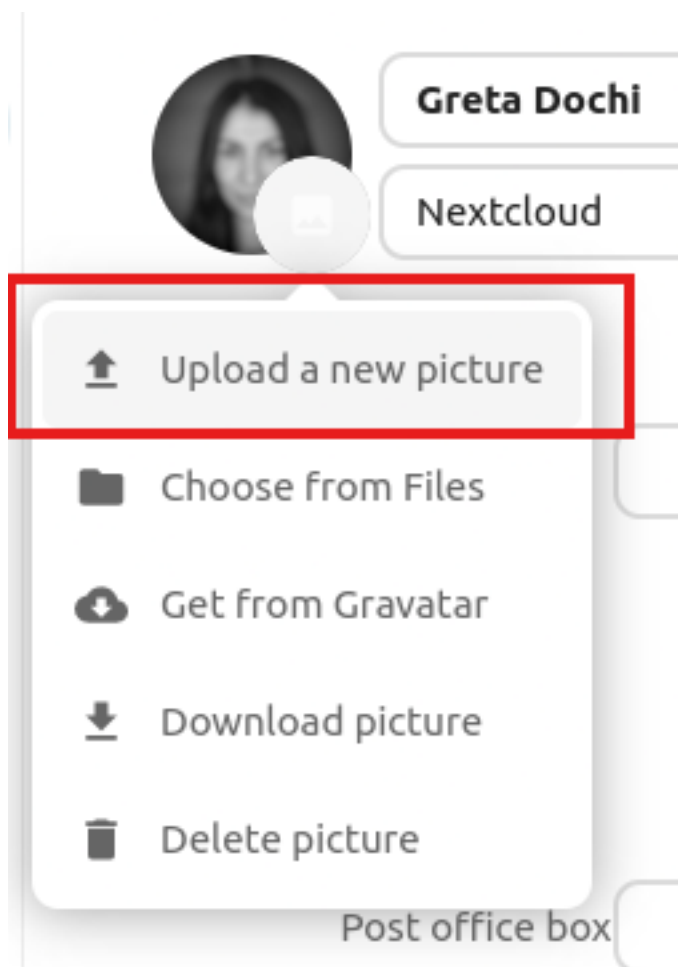 Greta Dochi
Nextcloud
Upload a new picture
Choose from Files
Get from Gravatar
Download picture
Delete picture
Post office box